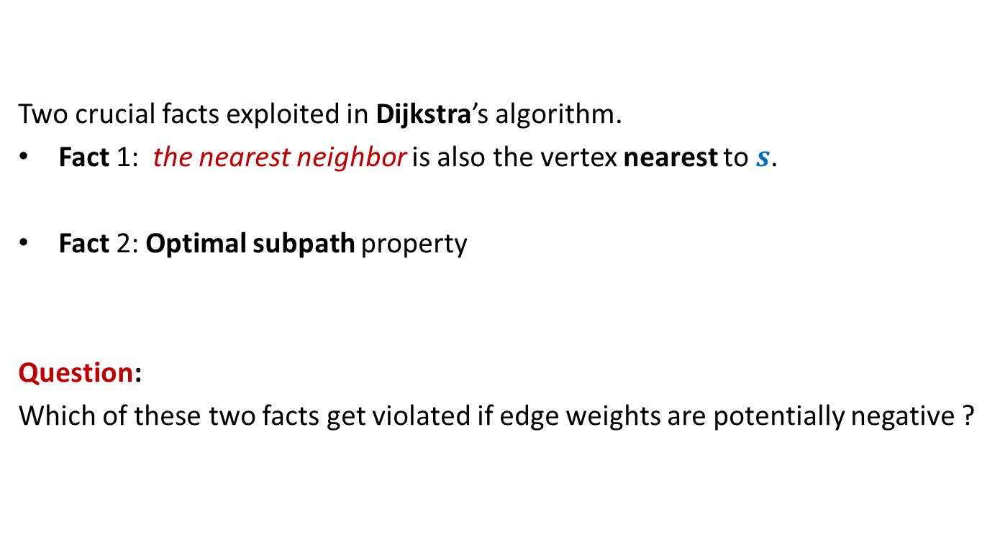 Two crucial facts exploited in Dijkstra’s algorithm.
• Fact 1: the nearest neighbor is also the vertex nearest to s.
• Fact 2: Optimal subpath property
Question:
Which of these two facts get violated if edge weights are potentially negative ?